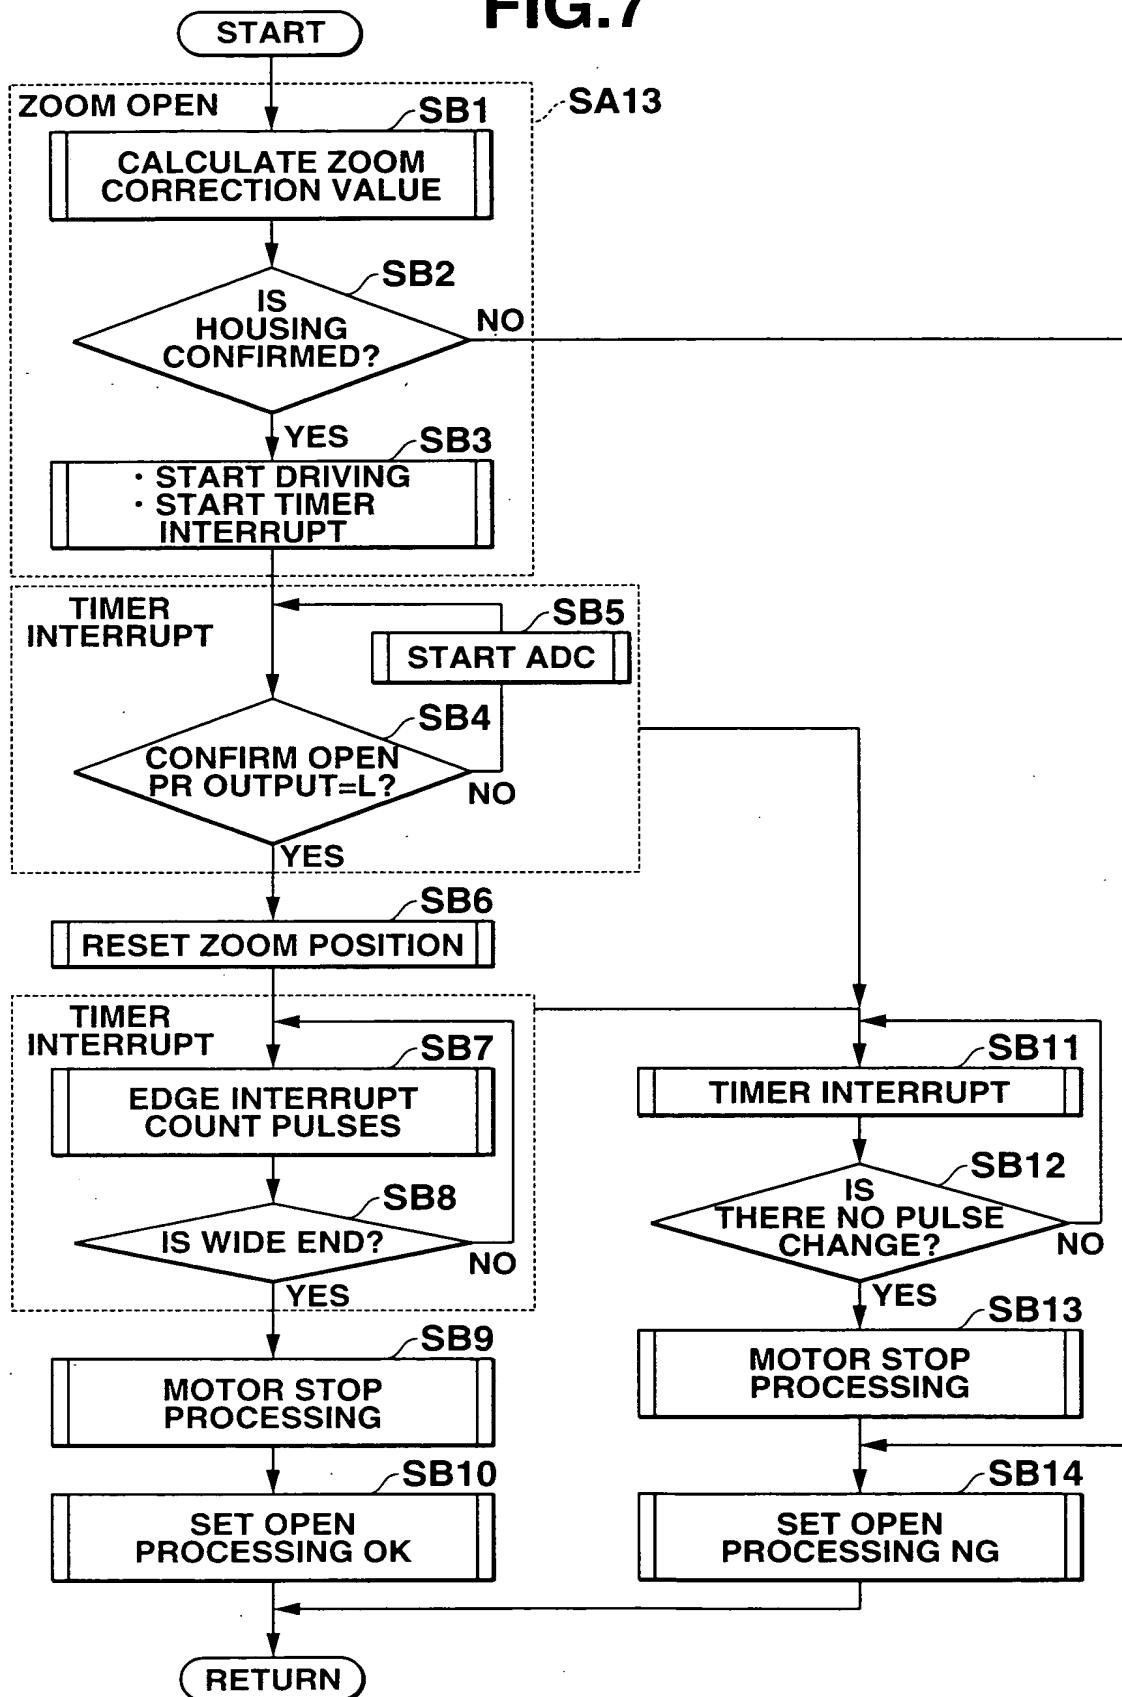 FIG.7
START
ZOOM OPEN
SA13
SB1
CALCULATE ZOOM
CORRECTION VALUE
SB2
IS
HOUSING
CONFIRMED?
NO
YES
SB3
· START DRIVING
· START TIMER
INTERRUPT
TIMER
INTERRUPT
SB5
START ADC
SB4
CONFIRM OPEN
PR OUTPUT=L?
NO
YES
SB6
RESET ZOOM POSITION
TIMER
INTERRUPT
SB7
EDGE INTERRUPT
COUNT PULSES
SB8
IS WIDE END?
NO
YES
SB9
MOTOR STOP
PROCESSING
SB10
SET OPEN
PROCESSING OK
SB11
TIMER INTERRUPT
SB12
IS
THERE NO PULSE
CHANGE?
NO
YES
SB13
MOTOR STOP
PROCESSING
SB14
SET OPEN
PROCESSING NG
RETURN